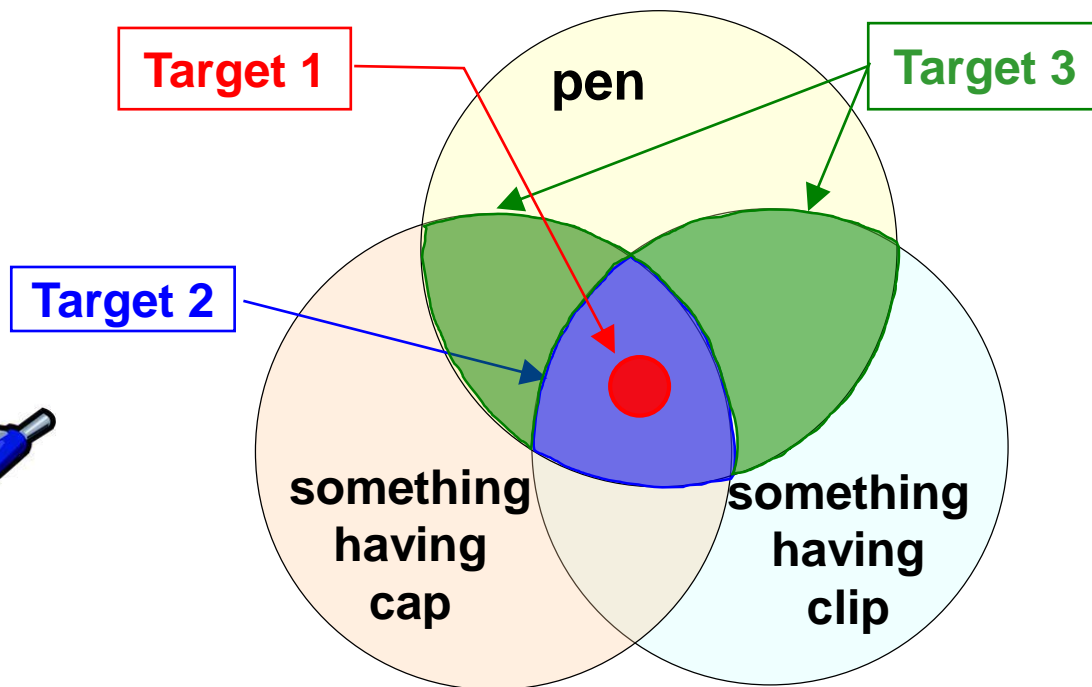 Target 1
pen
Target 3
Target 2
something
having
cap
something
having
clip